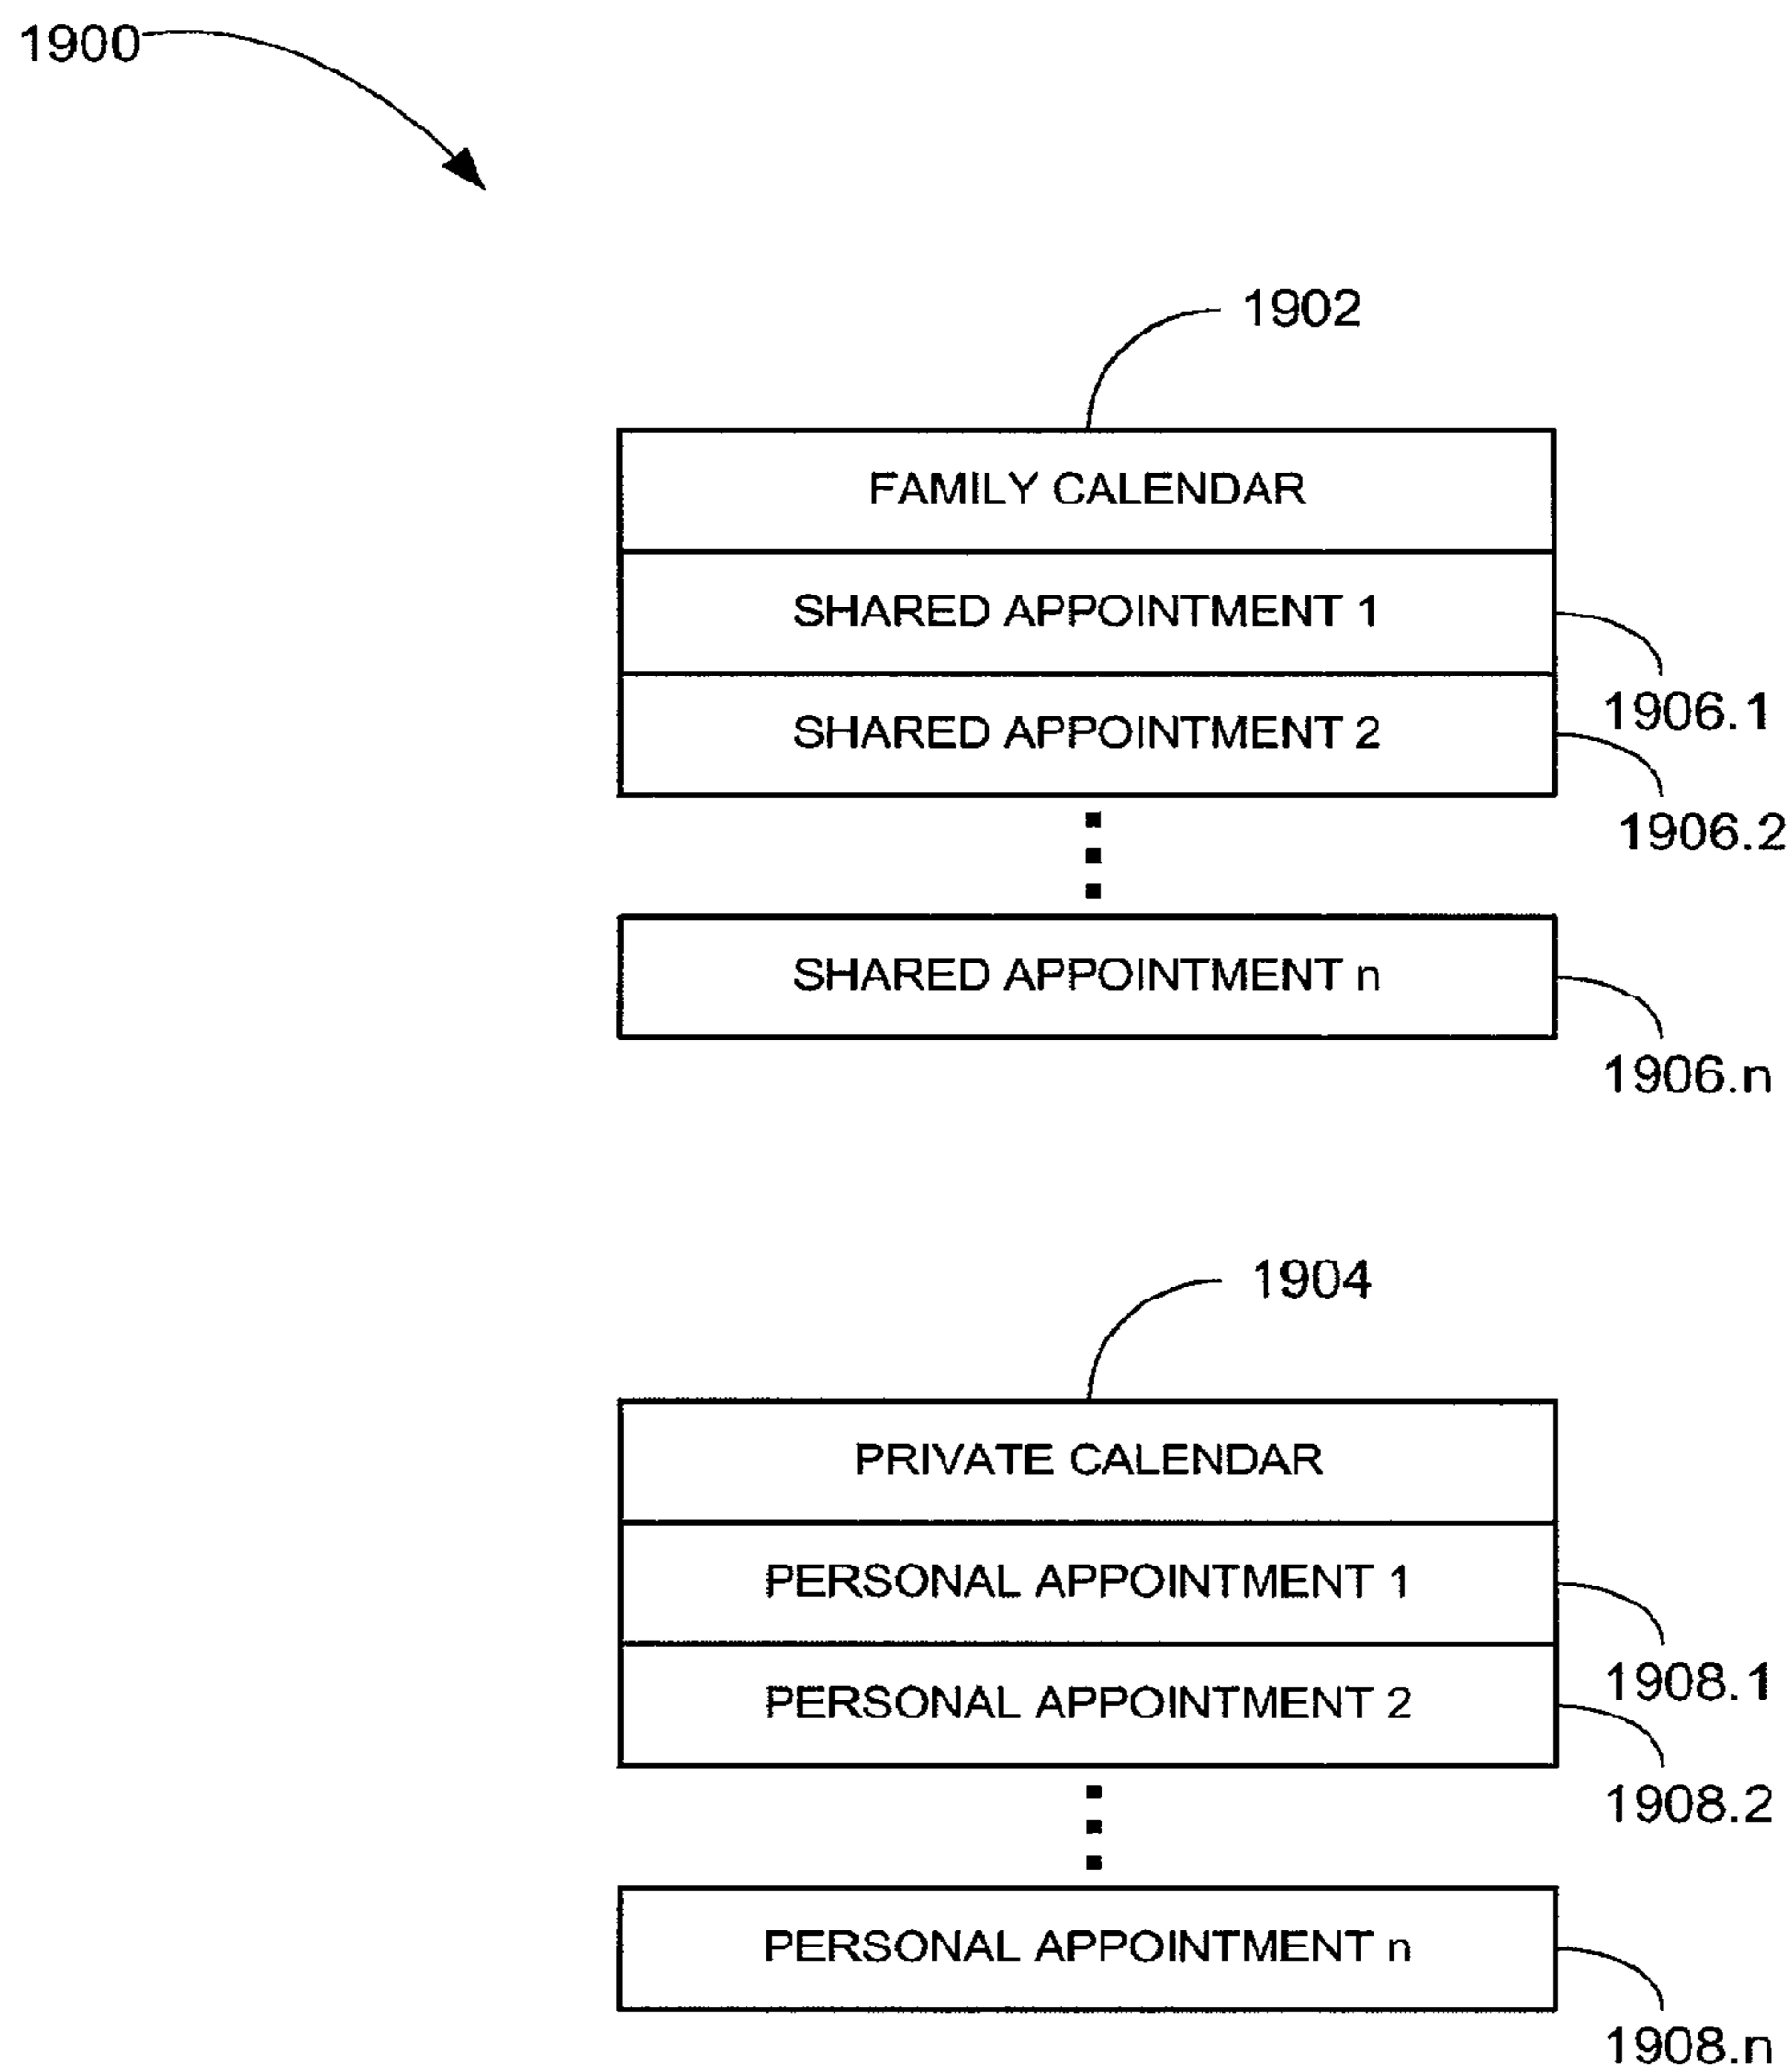 1900
1902
FAMILY CALENDAR
SHARED APPOINTMENT 1
1906.1
SHARED APPOINTMENT 2
1906.2
SHARED APPOINTMENT n
1906.n
1904
PRIVATE CALENDAR
PERSONAL APPOINTMENT 1
1908.1
PERSONAL APPOINTMENT 2
1908.2
PERSONAL APPOINTMENT n
1908.n